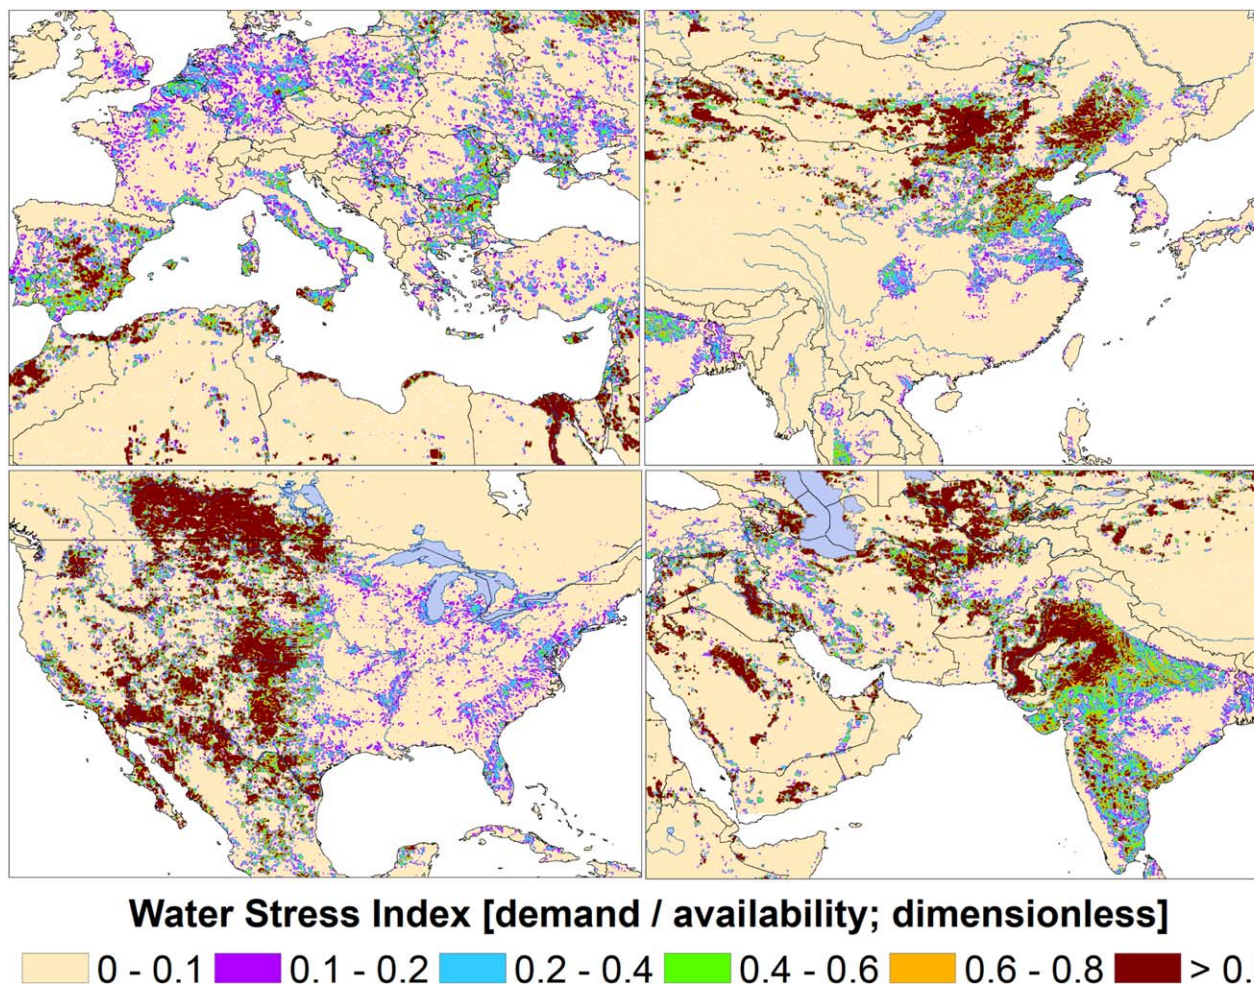 Water Stress Index [demand / availability; dimensionless]
0 - 0.1 0.1 - 0.2 0.2 - 0.4 0.4 - 0.6 0.6 - 0.8 > 0.